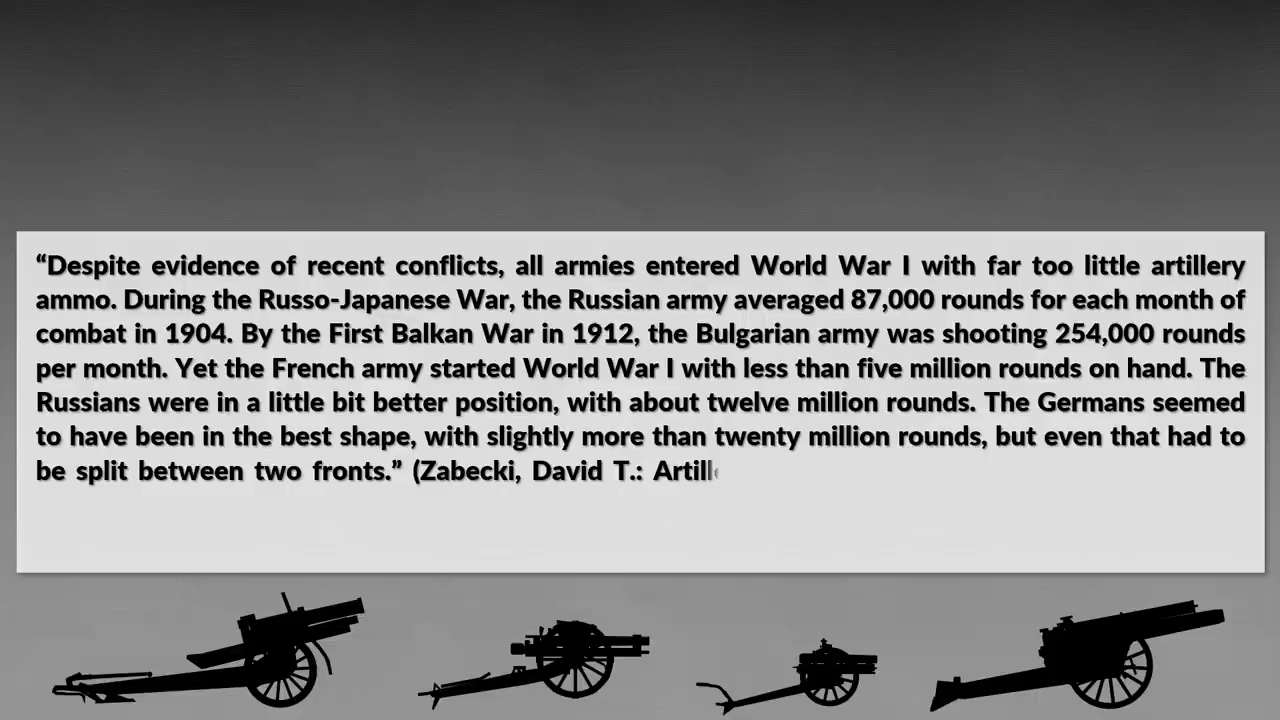 “Despite evidence of recent conflicts, all armies entered World War I with far too little artillery
ammo. During the Russo-Japanese War, the Russian army averaged 87,000 rounds for each month of
combat in 1904. By the First Balkan War in 1912, the Bulgarian army was shooting 254,000 rounds
per month. Yet the French army started World War I with less than five million rounds on hand. The
Russians were in a little bit better position, with about twelve million rounds. The Germans seemed
to have been in the best shape, with slightly more than twenty million rounds, but even that had to
be split between two fronts.” (Zabecki, David T.: